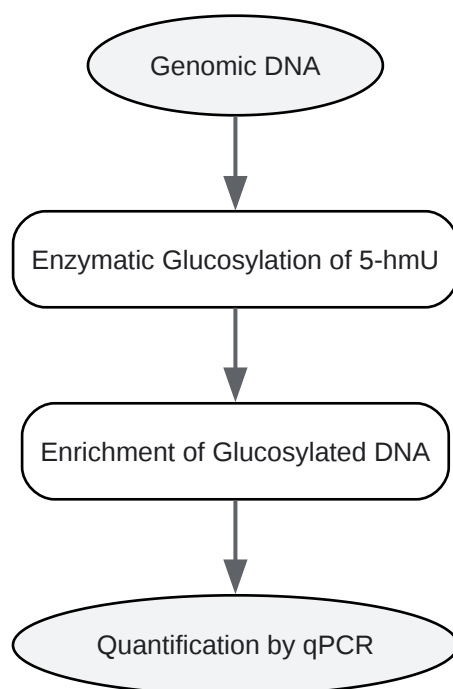 Genomic DNA
Enzymatic Glucosylation of 5-hmU
Enrichment of Glucosylated DNA
Quantification by qPCR